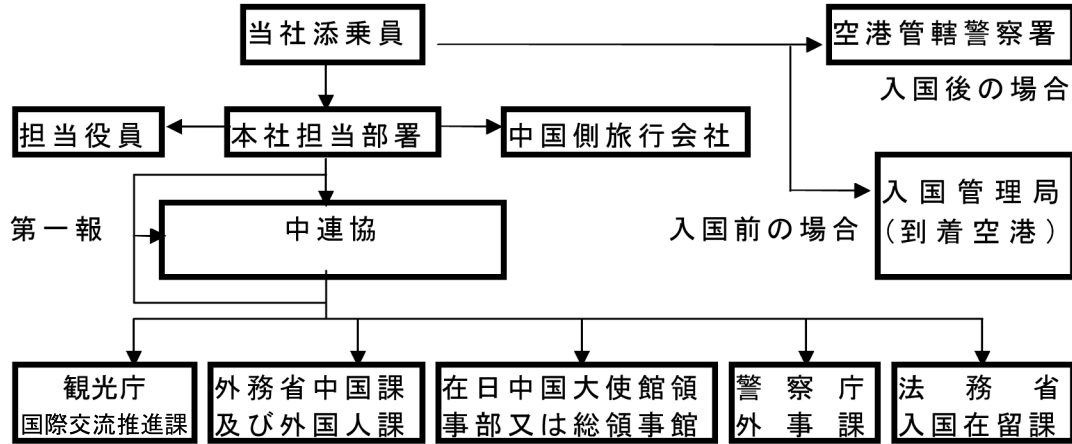 当社添乗員
空港管轄警察署
入国後の場合
担当役員
本社担当部署
中国側旅行会社
第一報
中連協
入国前の場合
入国管理局
(到着空港)
観光庁
国際交流推進課
外務省中国課
及び外国人課
在日中国大使館領
事部又は総領事館
警察庁
外事課
法務省
入国在留課